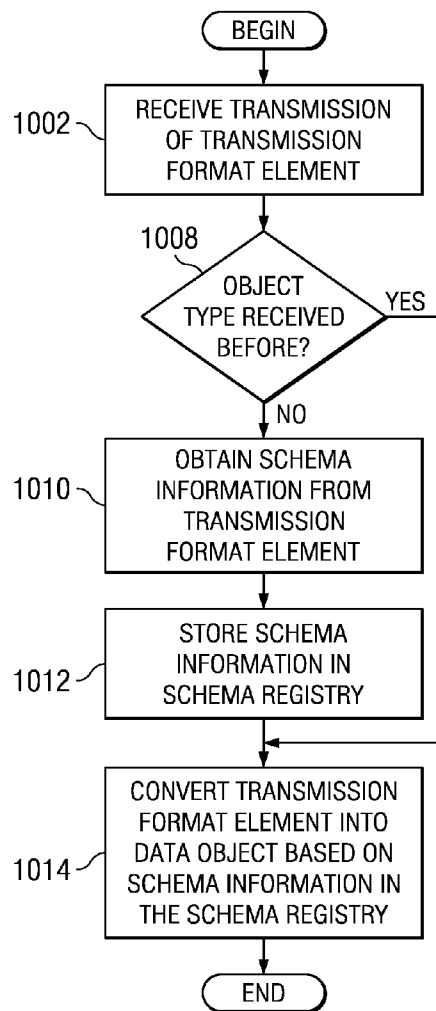 BEGIN
1002
RECEIVE TRANSMISSION
OF TRANSMISSION
FORMAT ELEMENT
1008
OBJECT
TYPE RECEIVED
BEFORE?
YES
NO
1010
OBTAIN SCHEMA
INFORMATION FROM
TRANSMISSION
FORMAT ELEMENT
1012
STORE SCHEMA
INFORMATION IN
SCHEMA REGISTRY
1014
CONVERT TRANSMISSION
FORMAT ELEMENT INTO
DATA OBJECT BASED ON
SCHEMA INFORMATION IN
THE SCHEMA REGISTRY
END